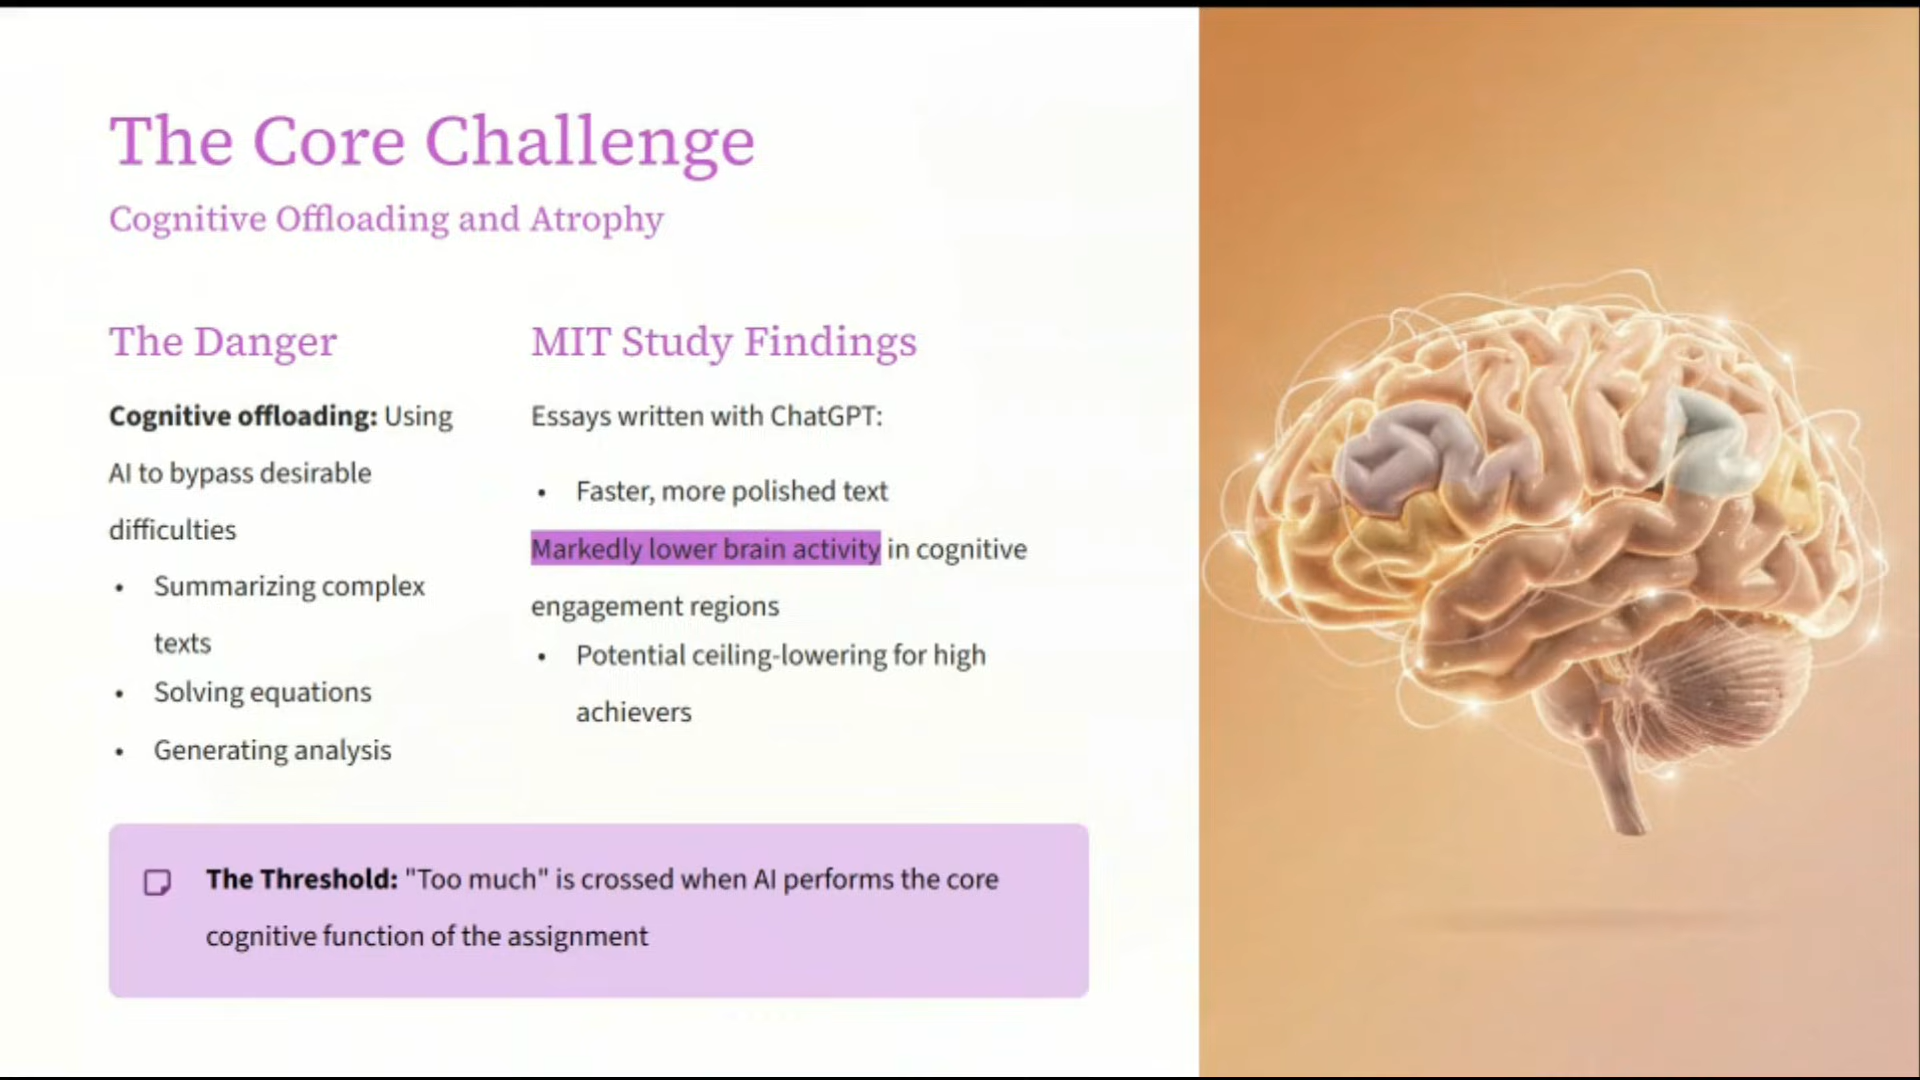 The Core Challenge
Cognitive Offloading and Atrophy
The Danger
Cognitive offloading: Using
AI to bypass desirable
difficulties
• Summarizing complex
texts
• Solving equations
• Generating analysis
MIT Study Findings
Essays written with ChatGPT:
• Faster, more polished text
Markedly lower brain activity in cognitive
engagement regions
• Potential ceiling-lowering for high
achievers
The Threshold: "Too much" is crossed when AI performs the core
cognitive function of the assignment